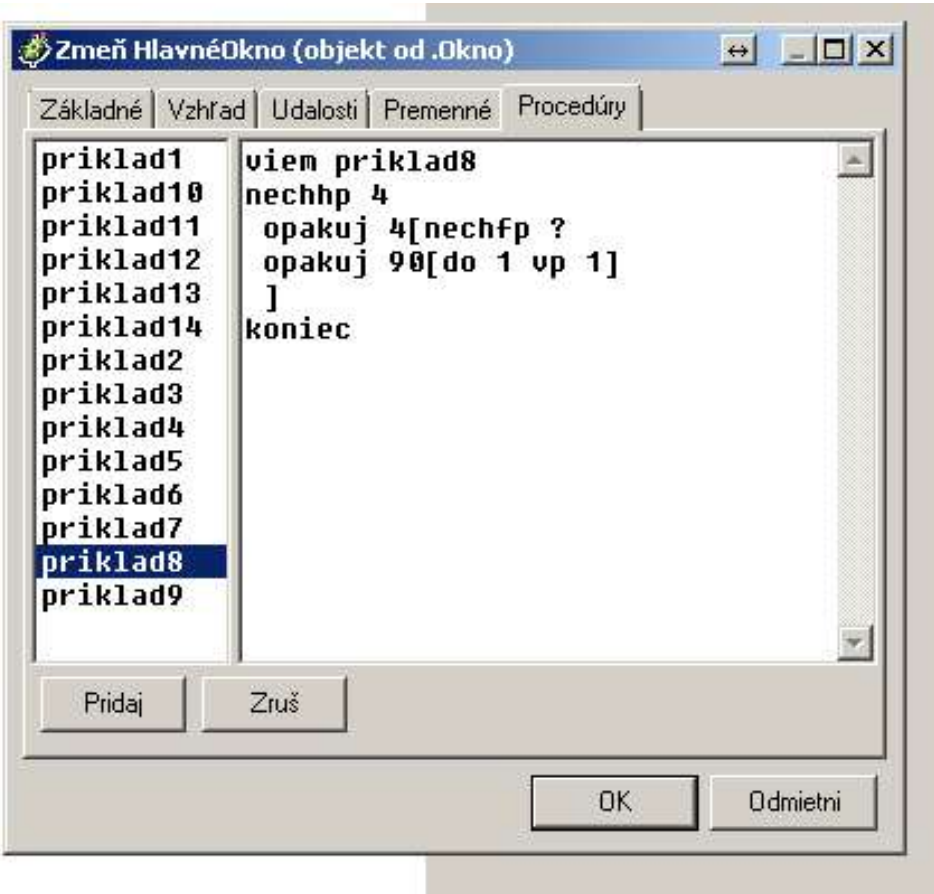 Zmeň HlavnéOkno (objekt od .Okno)
Základné Vzhľad Udalosti Premenné Procedúry
priklad1
priklad10
priklad11
priklad12
priklad13
priklad14
priklad2
priklad3
priklad4
priklad5
priklad6
priklad7
priklad8
priklad9
viem priklad8
nechhp 4
opakuj 4[nechfp ?
opakuj 90[do 1 vp 1]
]
koniec
Pridaj Zruš
OK Odmietni